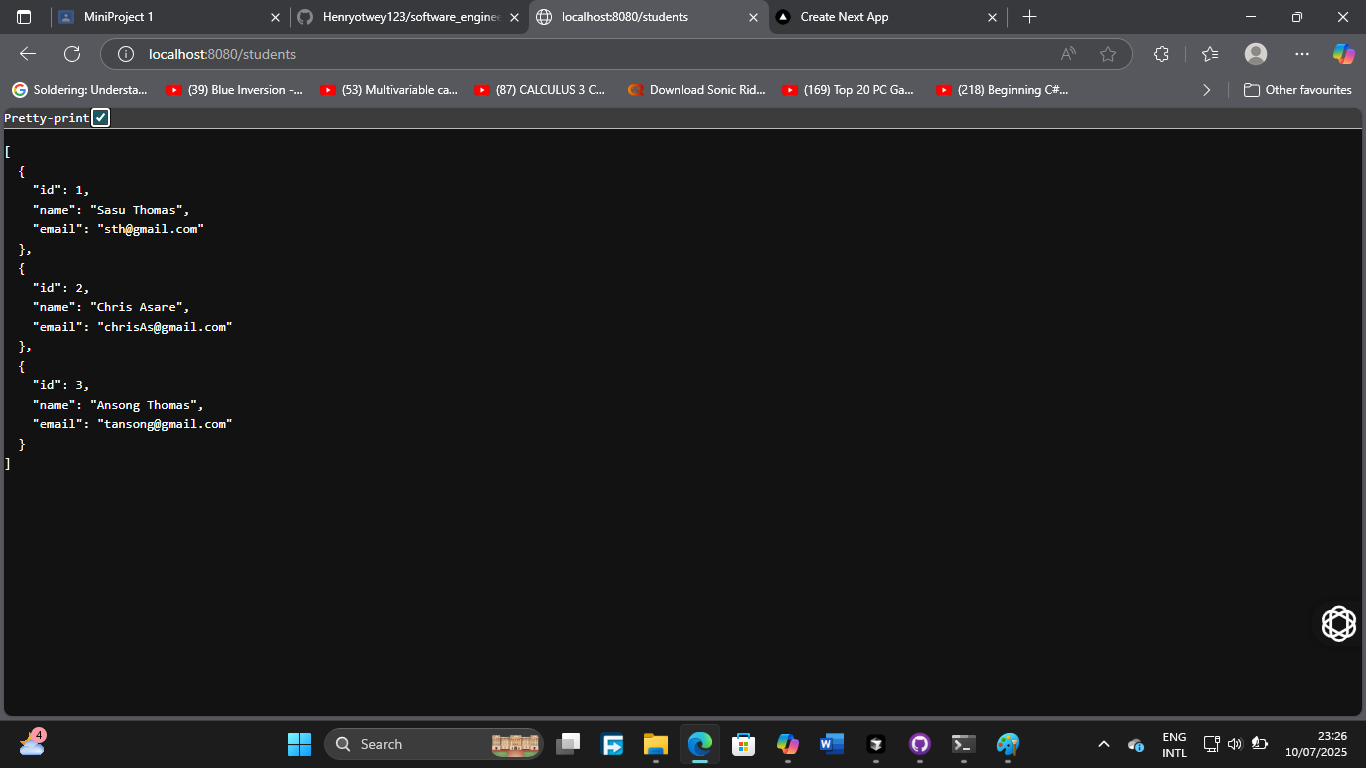 MiniProject 1
Henryotwey123/software_enginee
localhost:8080/students
Create Next App
localhost:8080/students
Soldering: Understa...
(39) Blue Inversion -...
(53) Multivariable ca...
(87) CALCULUS 3 C...
Download Sonic Rid...
(169) Top 20 PC Ga...
(218) Beginning C#...
Other favourites
Pretty-print
[
  {
    "id": 1,
    "name": "Sasu Thomas",
    "email": "sth@gmail.com"
  },
  {
    "id": 2,
    "name": "Chris Asare",
    "email": "chrisAs@gmail.com"
  },
  {
    "id": 3,
    "name": "Ansong Thomas",
    "email": "tansong@gmail.com"
  }
]
4
Search
ENG
INTL
23:26
10/07/2025